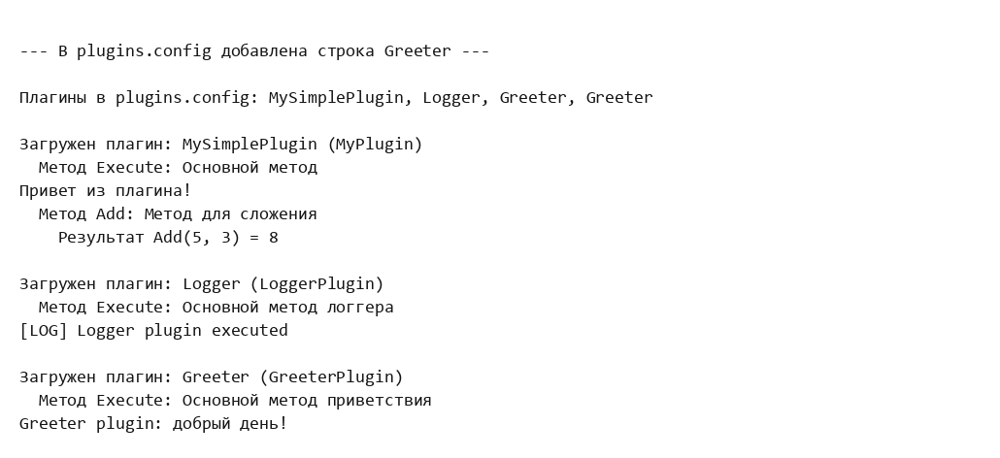 --- В plugins.config добавлена строка Greeter ---
Плагины в plugins.config: MySimplePlugin, Logger, Greeter, Greeter
Загружен плагин: MySimplePlugin (MyPlugin)
Метод Execute: Основной метод
Привет из плагина!
Метод Add: Метод для сложения
Результат Add(5, 3) = 8
Загружен плагин: Logger (LoggerPlugin)
Метод Execute: Основной метод логгера
[LOG] Logger plugin executed
Загружен плагин: Greeter (GreeterPlugin)
Метод Execute: Основной метод приветствия
Greeter plugin: добрый день!